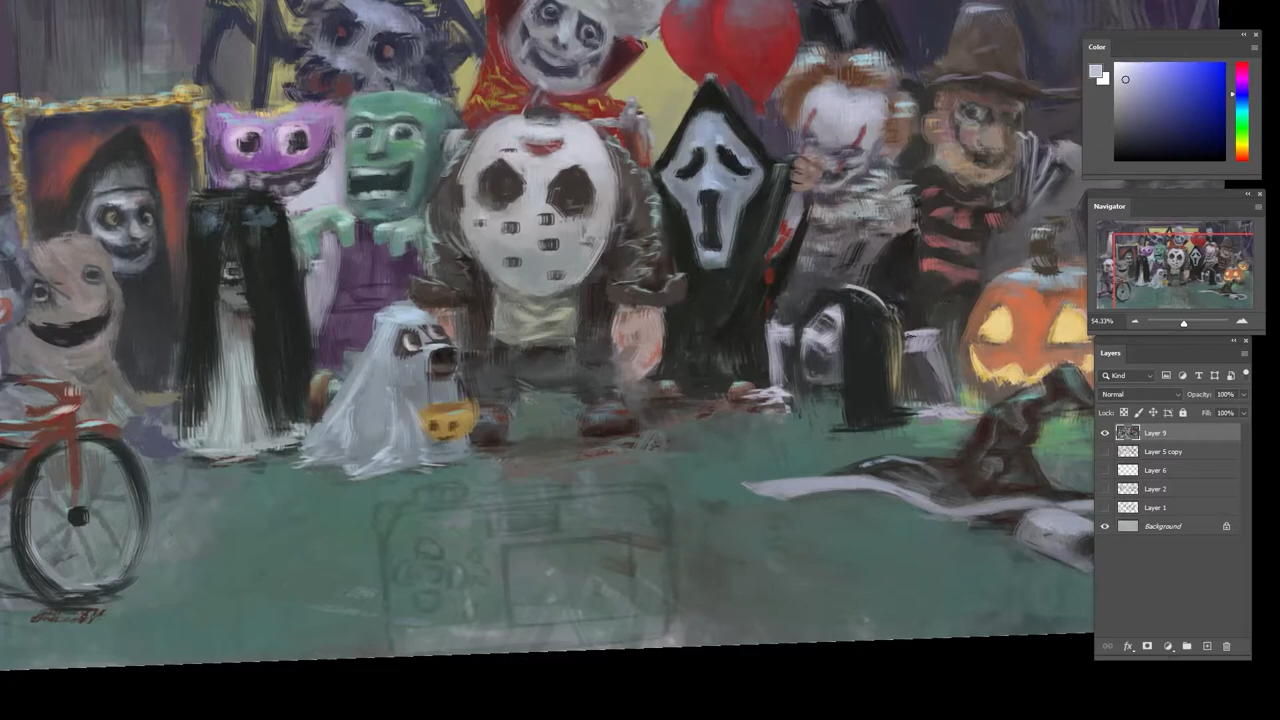 Color
Navigator
54.33%
Layers
Kind
Normal
Opacity: 100%
Lock:
Fill: 100%
Layer 9
Layer 5 copy
Layer 6
Layer 2
Layer 1
Background
fx